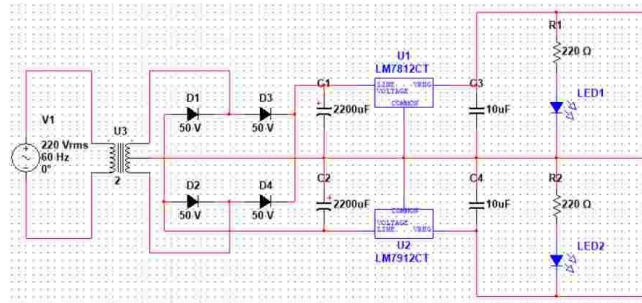 V1
220 Vrms
60 Hz
0°
U3
2
D1
50 V
D3
50 V
D2
50 V
D4
50 V
C1
2200uF
C2
2200uF
U1
LM7812CT
LINE VREG
VOLTAGE
COMMON
COMMON
VOLTAGE
LINE VREG
U2
LM7912CT
C3
10uF
C4
10uF
R1
220 Ω
LED1
R2
220 Ω
LED2